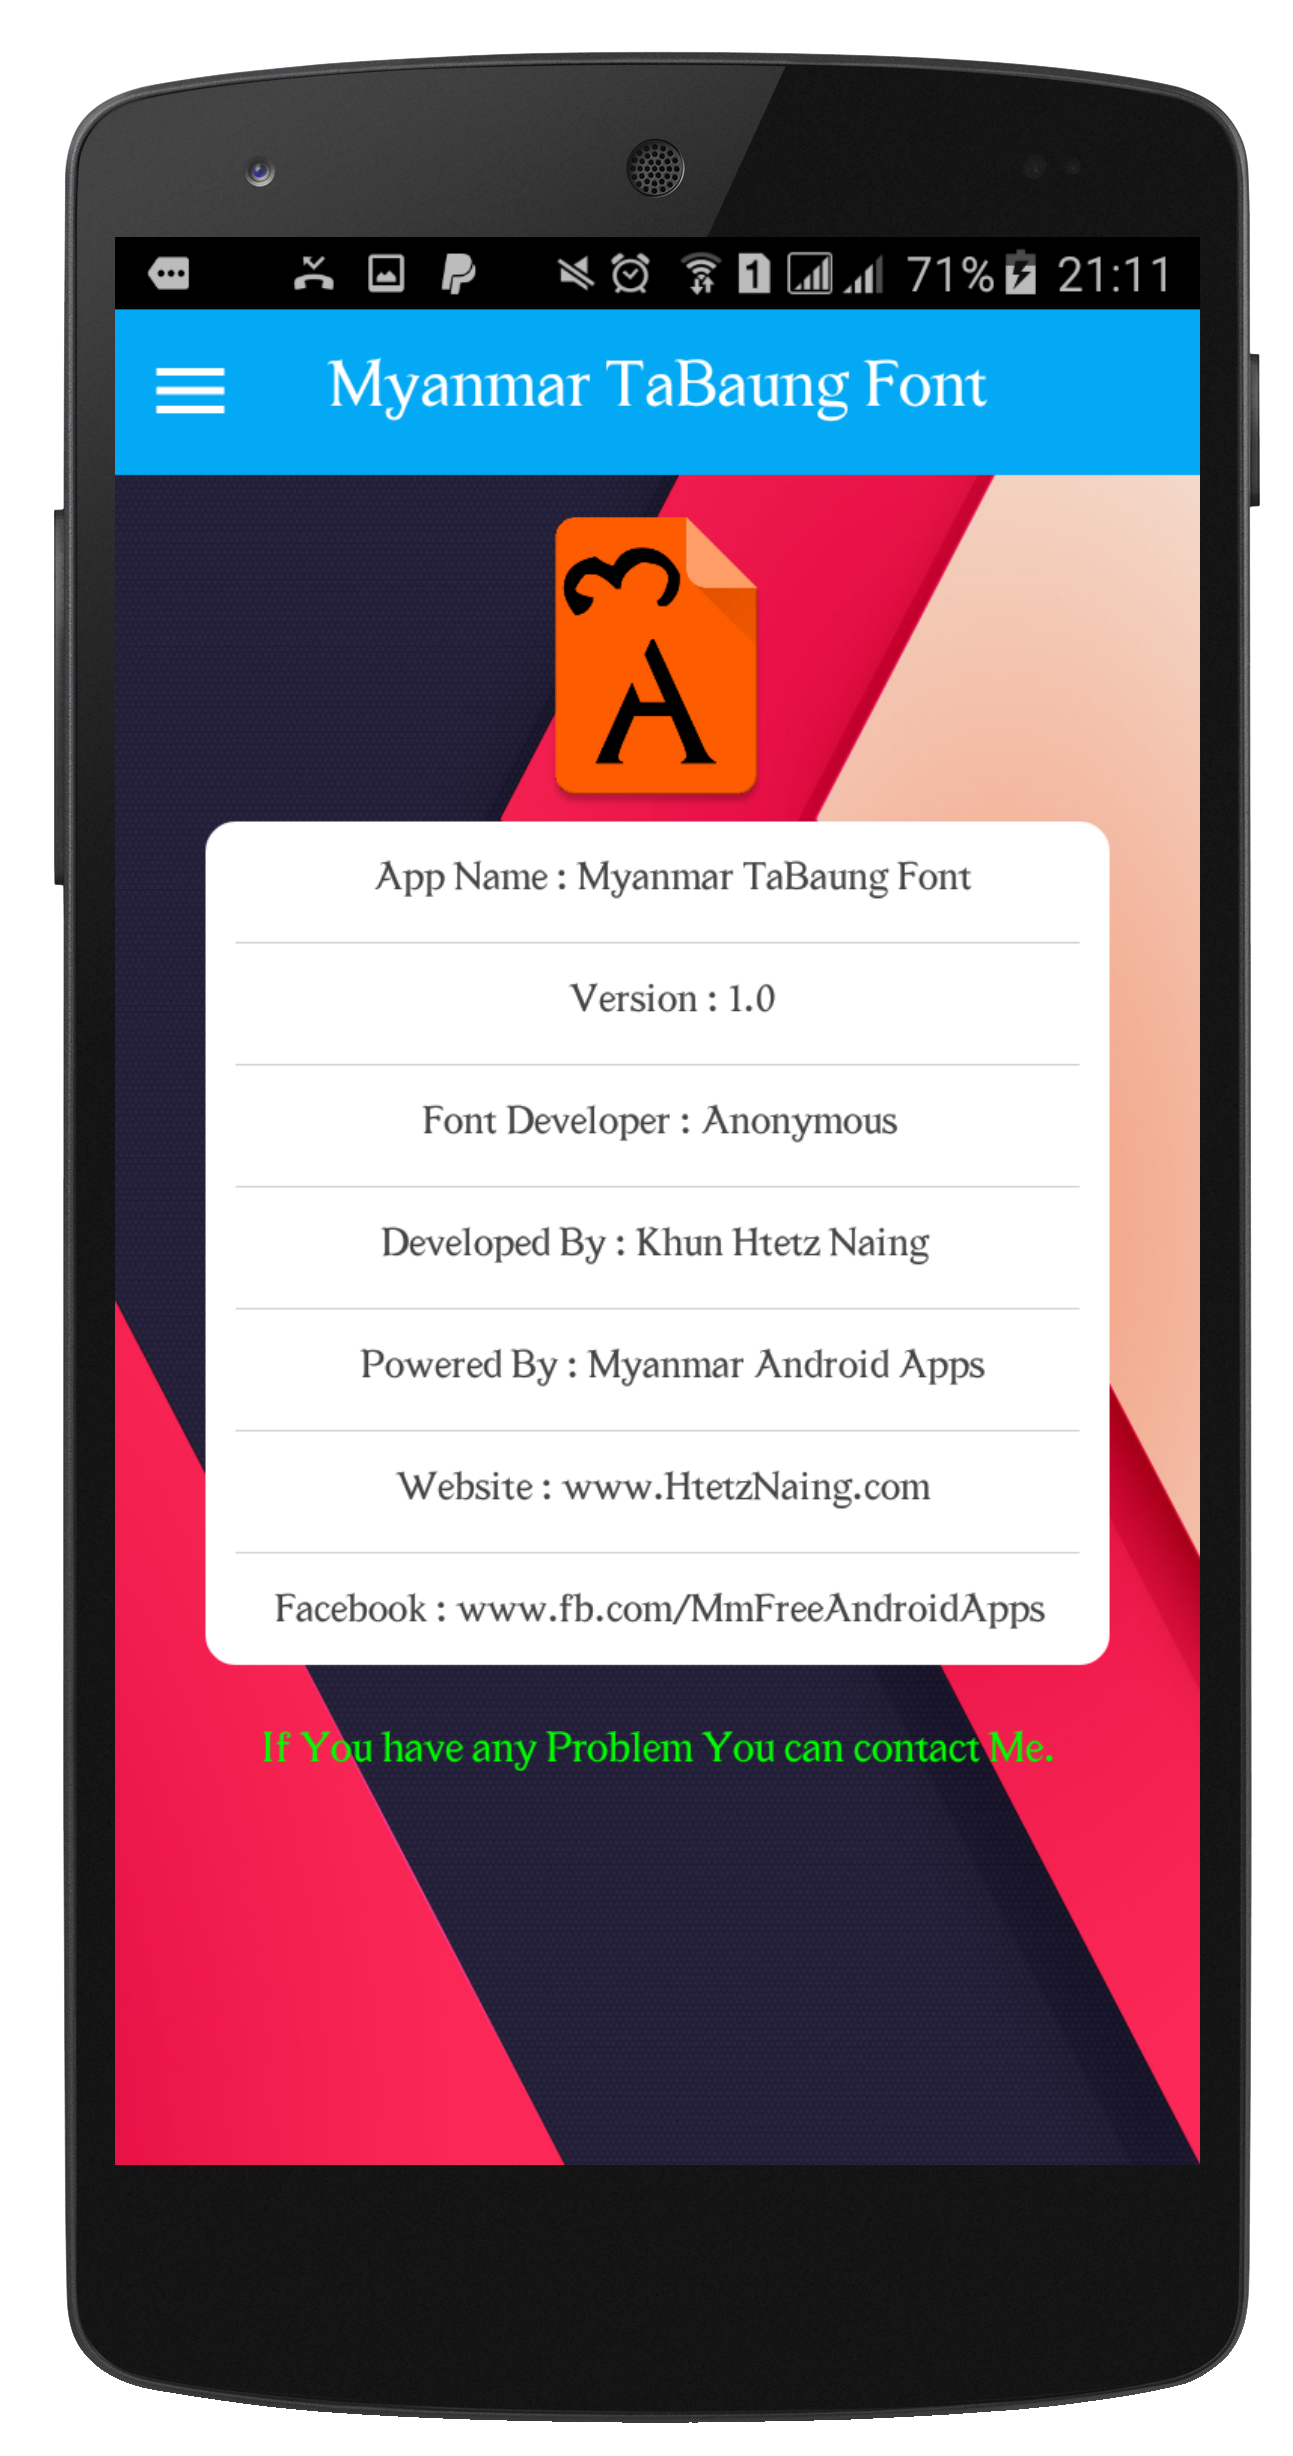 71% 21:11
Myanmar TaBaung Font
A
App Name : Myanmar TaBaung Font
Version : 1.0
Font Developer : Anonymous
Developed By : Khun Htetz Naing
Powered By : Myanmar Android Apps
Website : www.HtetzNaing.com
Facebook : www.fb.com/MmFreeAndroidApps
If You have any Problem You can contact Me.